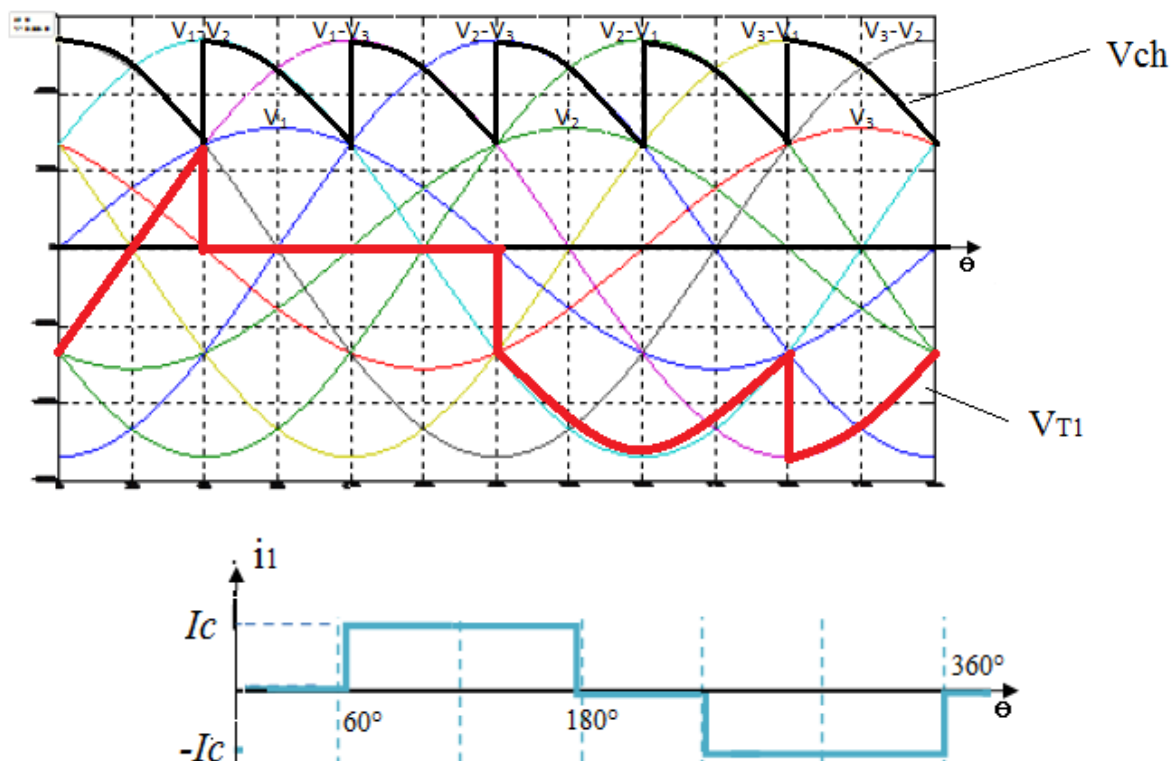 V₁-V₂ V₁-V₃ V₂-V₃ V₂-V₁ V₃-V₁ V₃-V₂
Vch
V₁ V₂ V₃
Θ
V_T1
i1
Ic
360°
60° 180° Θ
-Ic